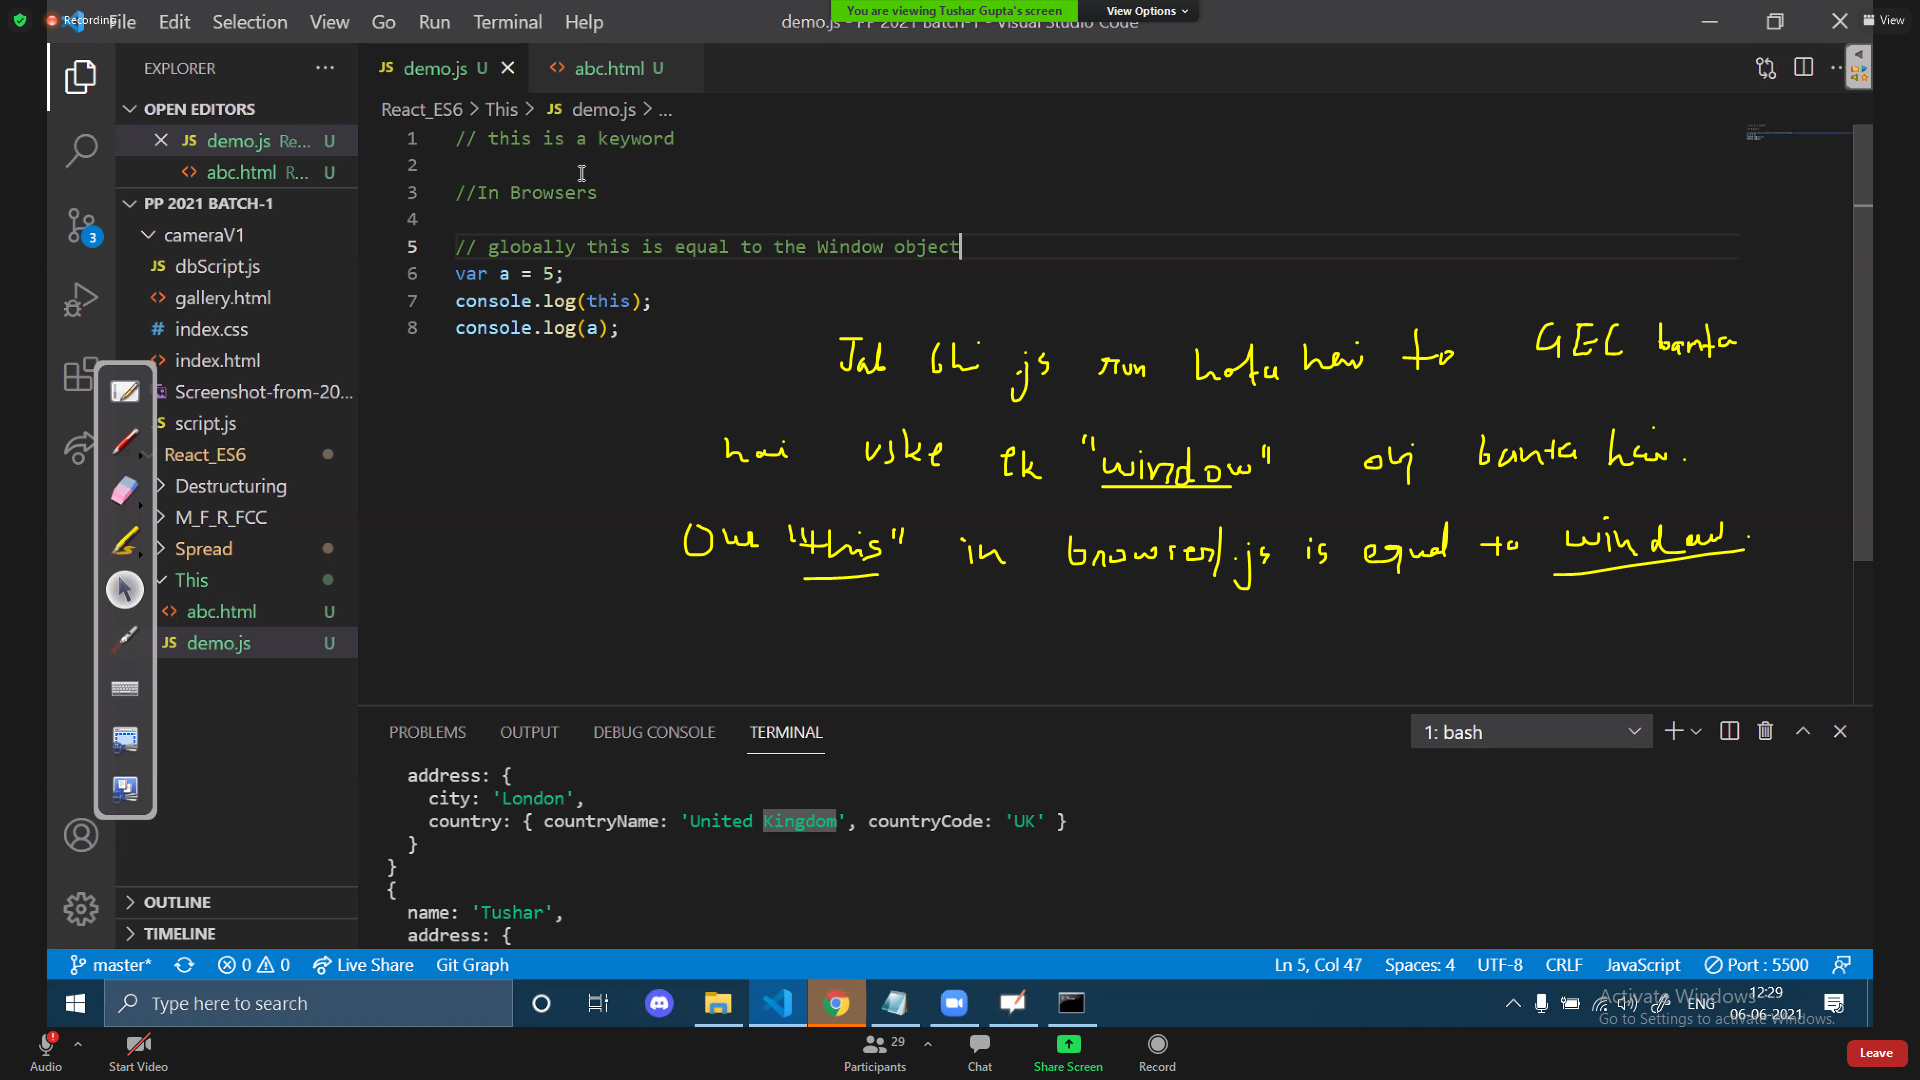 Recording
File Edit Selection View Go Run Terminal Help
You are viewing Tushar Gupta's screen View Options
demo.js - PP 2021 Batch-1 - Visual Studio Code
View
EXPLORER
JS demo.js U
<> abc.html U
OPEN EDITORS
React_ES6 > This > JS demo.js > ...
JS demo.js Re... U
<> abc.html R... U
PP 2021 BATCH-1
cameraV1
JS dbScript.js
<> gallery.html
# index.css
index.html
Screenshot-from-20...
script.js
React_ES6
Destructuring
M_F_R_FCC
Spread
This
<> abc.html U
JS demo.js U
OUTLINE
TIMELINE
1 // this is a keyword
2
3 //In Browsers
4
5 // globally this is equal to the Window object
6 var a = 5;
7 console.log(this);
8 console.log(a);
Jab bhi .js run hota hai to GEC banta
hai uske ek "window" obj banta hai.
One "this" in browser/.js is equal to window.
PROBLEMS OUTPUT DEBUG CONSOLE TERMINAL
1: bash
address: {
city: 'London',
country: { countryName: 'United Kingdom', countryCode: 'UK' }
}
}
{
name: 'Tushar',
address: {
master* 0 0 Live Share Git Graph
Ln 5, Col 47 Spaces: 4 UTF-8 CRLF JavaScript Port : 5500
Activate Windows
Go to Settings to activate Windows.
Type here to search
ENG
12:29
06-06-2021
Audio
Start Video
Participants 29
Chat
Share Screen
Record
Leave